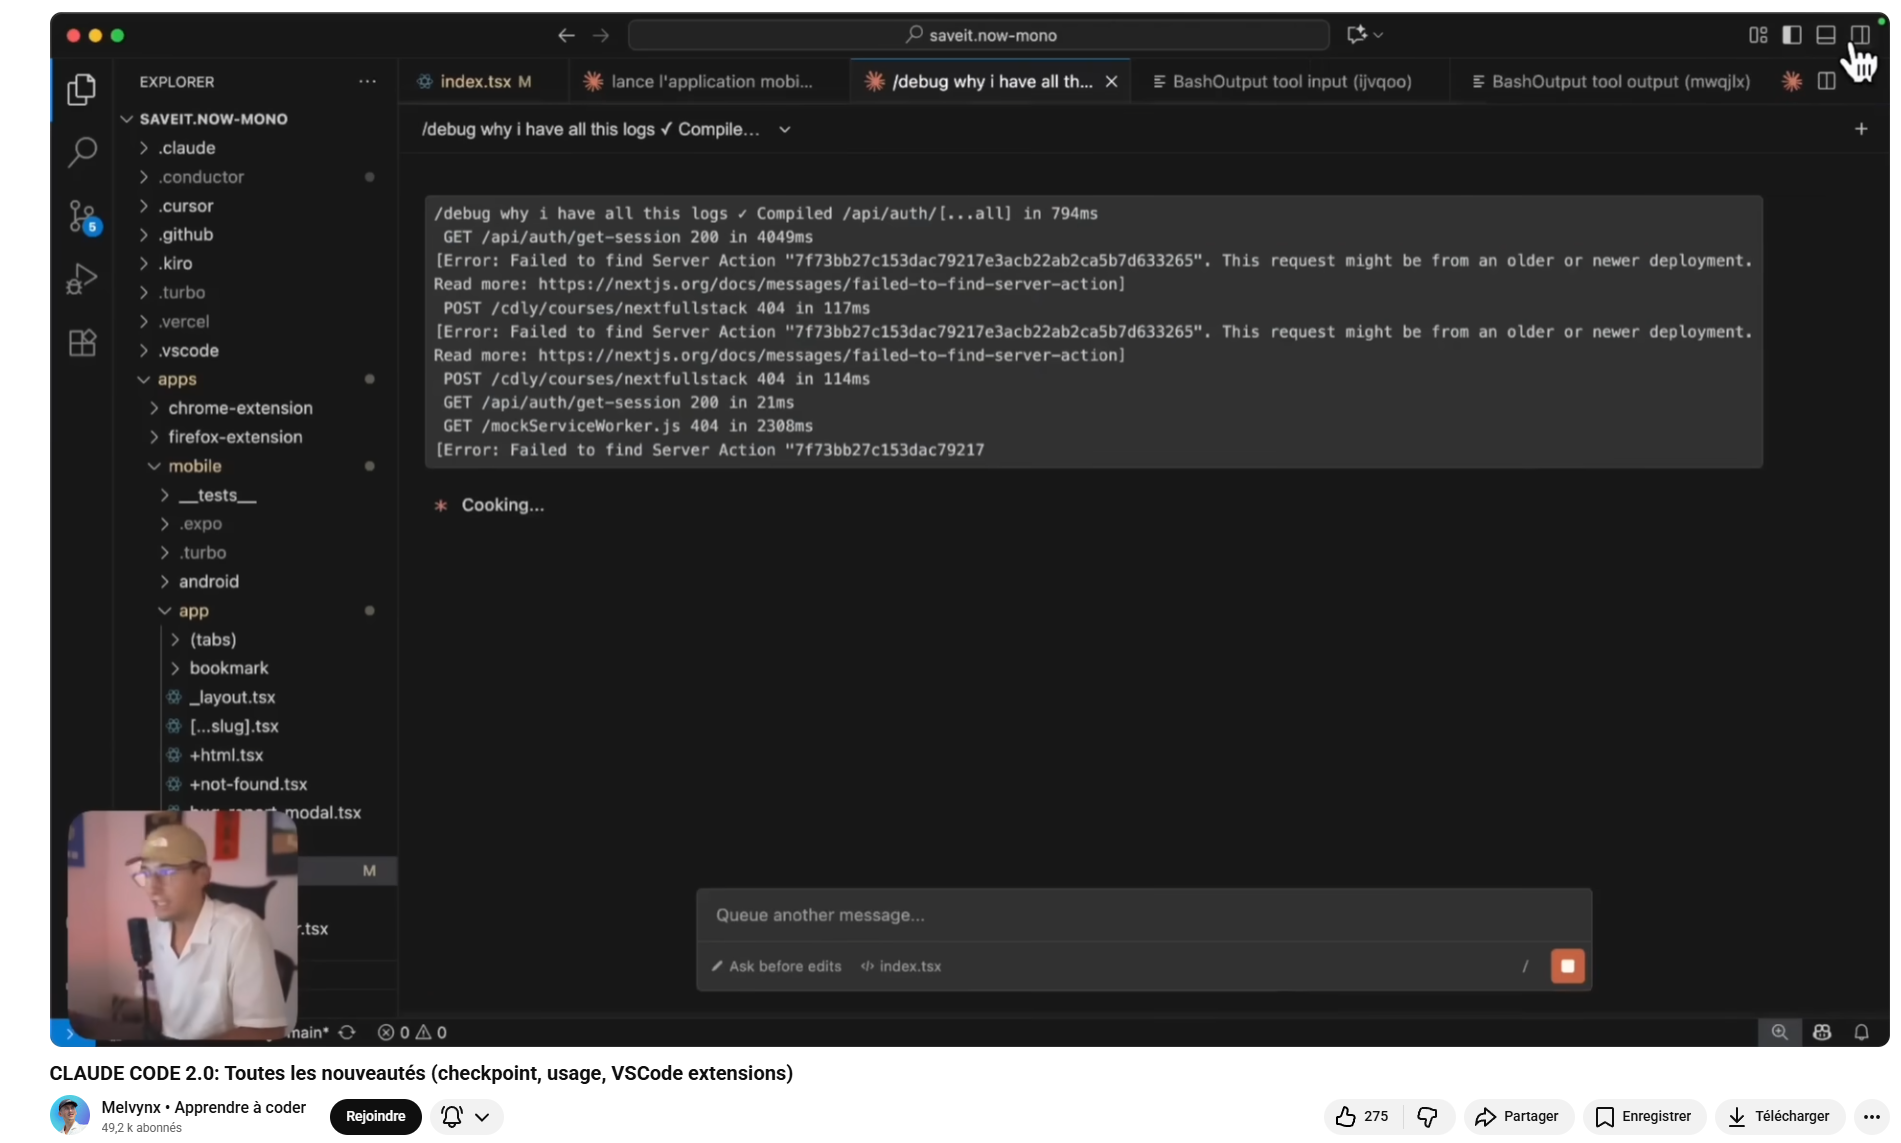 saveit.now-mono
EXPLORER
index.tsx M
lance l'application mobi...
/debug why i have all th...
BashOutput tool input (ijvqoo)
BashOutput tool output (mwqjlx)
SAVEIT.NOW-MONO
/debug why i have all this logs ✓ Compile...
.claude
.conductor
.cursor
5
.github
.kiro
.turbo
.vercel
.vscode
apps
chrome-extension
firefox-extension
mobile
__tests__
.expo
.turbo
android
app
(tabs)
bookmark
_layout.tsx
[...slug].tsx
+html.tsx
+not-found.tsx
modal.tsx
M
.tsx
/debug why i have all this logs ✓ Compiled /api/auth/[...all] in 794ms
GET /api/auth/get-session 200 in 4049ms
[Error: Failed to find Server Action "7f73bb27c153dac79217e3acb22ab2ca5b7d633265". This request might be from an older or newer deployment.
Read more: https://nextjs.org/docs/messages/failed-to-find-server-action]
POST /cdly/courses/nextfullstack 404 in 117ms
[Error: Failed to find Server Action "7f73bb27c153dac79217e3acb22ab2ca5b7d633265". This request might be from an older or newer deployment.
Read more: https://nextjs.org/docs/messages/failed-to-find-server-action]
POST /cdly/courses/nextfullstack 404 in 114ms
GET /api/auth/get-session 200 in 21ms
GET /mockServiceWorker.js 404 in 2308ms
[Error: Failed to find Server Action "7f73bb27c153dac79217
Cooking...
Queue another message...
Ask before edits
</> index.tsx
/
main*
0
0
CLAUDE CODE 2.0: Toutes les nouveautés (checkpoint, usage, VSCode extensions)
Melvynx • Apprendre à coder
49,2 k abonnés
Rejoindre
275
Partager
Enregistrer
Télécharger